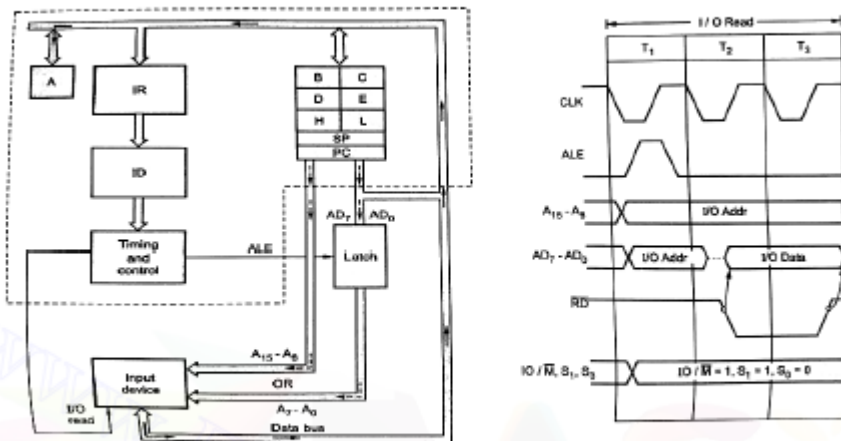 A
IR
ID
Timing
and
control
B C
D E
H L
SP
PC
AD₇ AD₀
ALE
Latch
A₁₅ - A₈
OR
A₇ - A₀
Data bus
Input
device
I/O
read
I / O Read
T₁ T₂ T₃
CLK
ALE
A₁₅ - A₈ I/O Addr
AD₇ - AD₀ I/O Addr I/O Data
RD
IO / M̅, S₁, S₀ IO / M̅ = 1, S₁ = 1, S₀ = 0